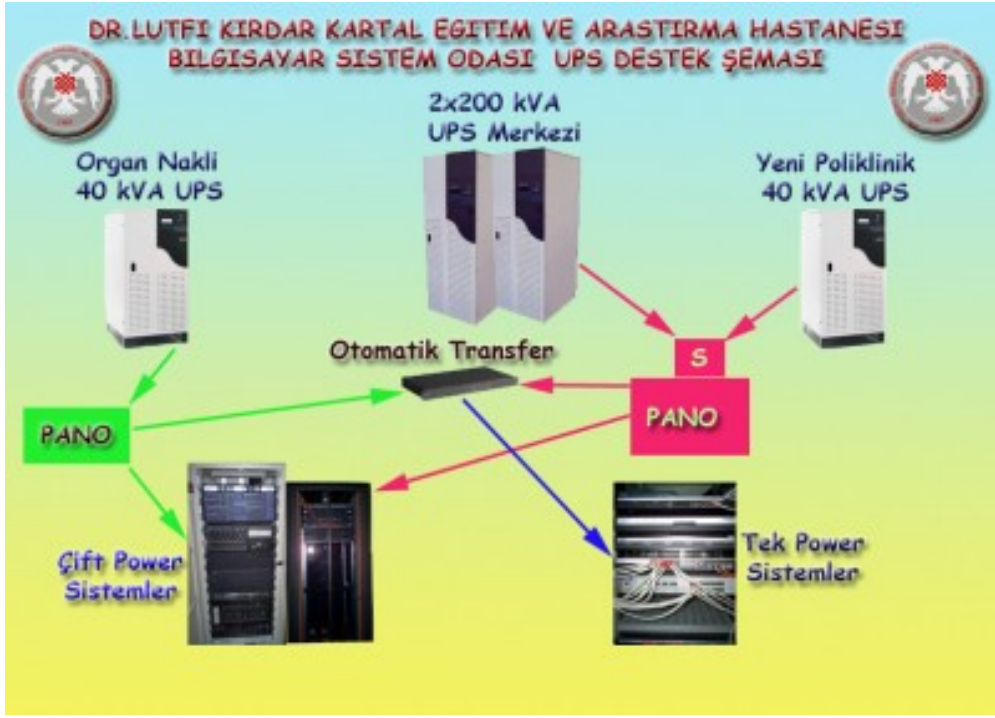 DR.LUTFI KIRDAR KARTAL EGITIM VE ARASTIRMA HASTANESI
BILGISAYAR SISTEM ODASI UPS DESTEK ŞEMASI
2x200 kVA
UPS Merkezi
Organ Nakli
40 kVA UPS
Yeni Poliklinik
40 kVA UPS
Otomatik Transfer
S
PANO
PANO
Çift Power
Sistemler
Tek Power
Sistemler